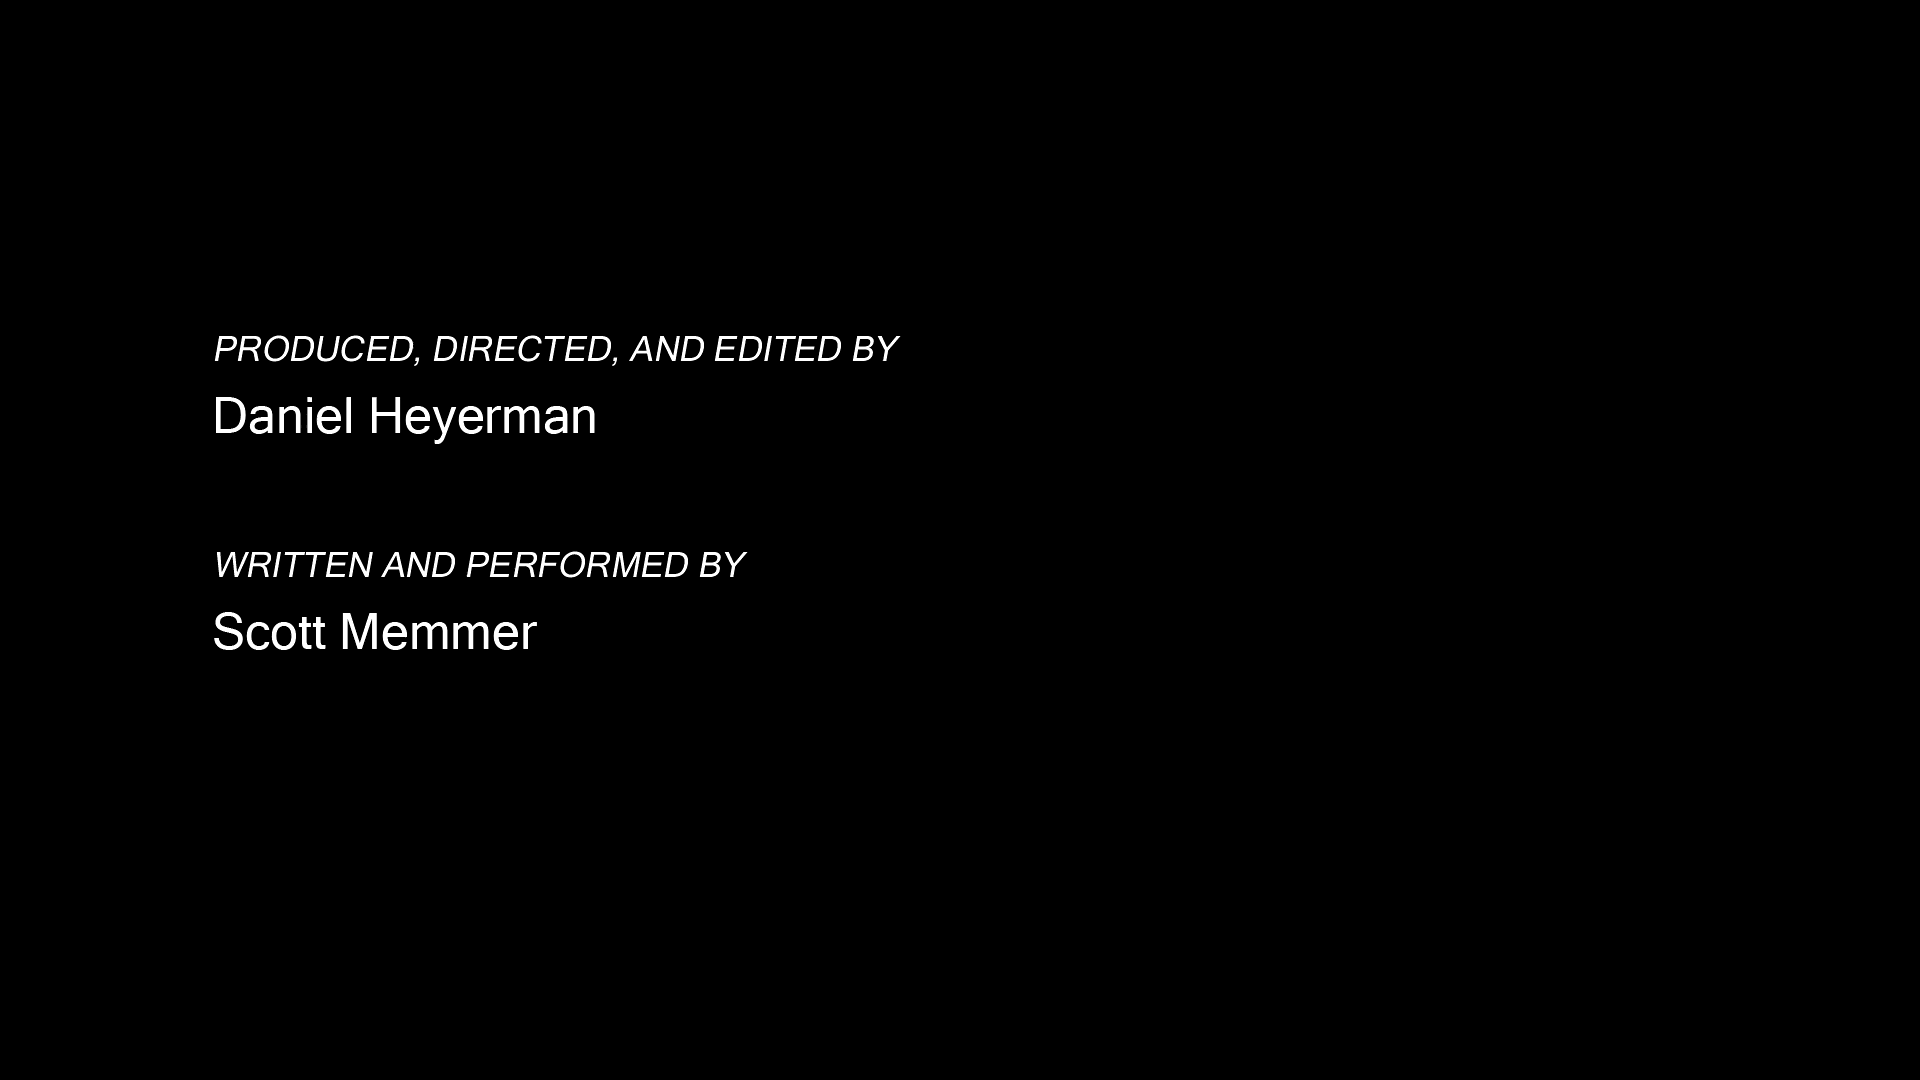 PRODUCED, DIRECTED, AND EDITED BY
Daniel Heyerman
WRITTEN AND PERFORMED BY
Scott Memmer